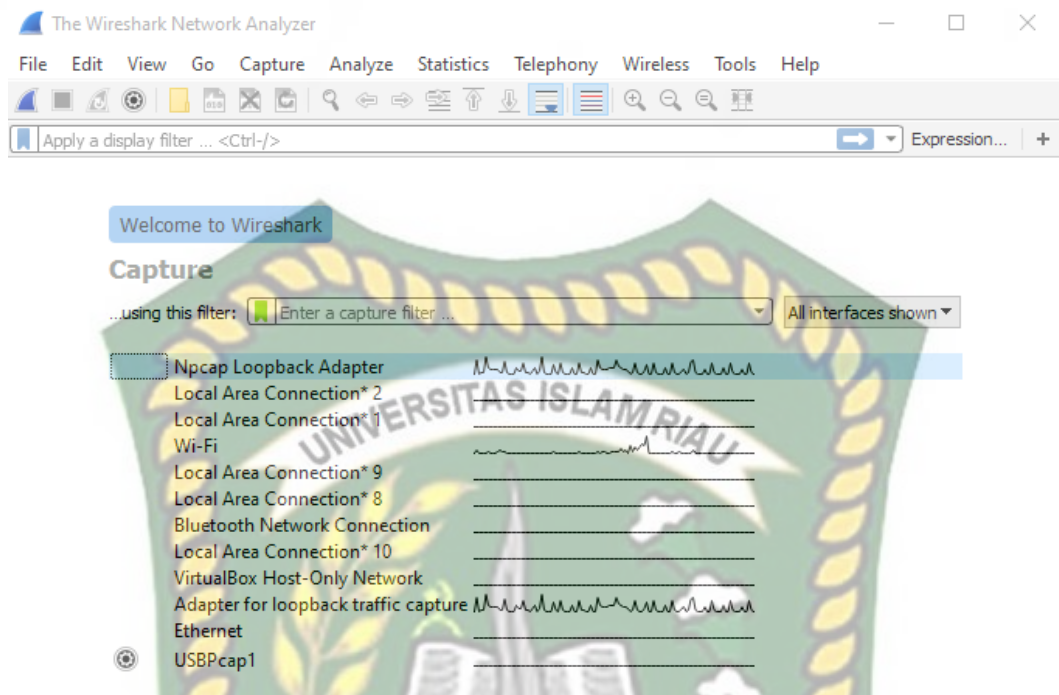 The Wireshark Network Analyzer
File Edit View Go Capture Analyze Statistics Telephony Wireless Tools Help
Apply a display filter ... <Ctrl-/> Expression... +
Welcome to Wireshark
Capture
...using this filter: Enter a capture filter ... All interfaces shown
Npcap Loopback Adapter
Local Area Connection* 2
Local Area Connection* 1
UNIVERSITAS ISLAM RIAU
Wi-Fi
Local Area Connection* 9
Local Area Connection* 8
Bluetooth Network Connection
Local Area Connection* 10
VirtualBox Host-Only Network
Adapter for loopback traffic capture
Ethernet
USBPcap1